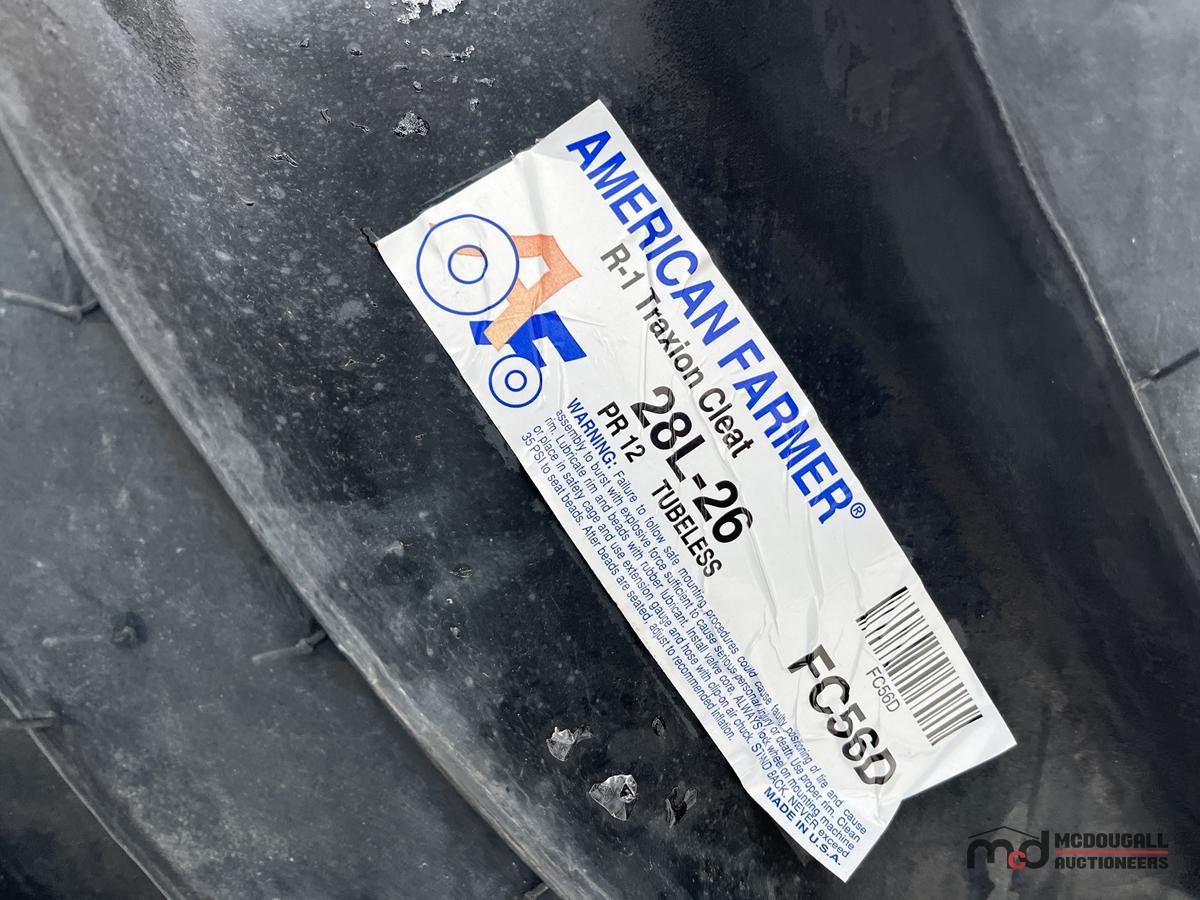 AMERICAN FARMER®
R-1 Traxion Cleat
28L-26
PR 12 TUBELESS
WARNING: Failure to follow safe mounting procedures could cause faulty positioning of tire and cause
assembly to burst with explosive force sufficient to cause serious personal injury or death. Use proper rim. Clean
rim. Lubricate rim and beads with rubber lubricant. Install valve core. ALWAYS lock wheel on mounting machine
or place in safety cage and use extension gauge and hose with clip-on air chuck. STAND BACK. NEVER exceed
35 PSI to seat beads. After beads are seated, adjust to recommended inflation.
MADE IN U.S.A.
FC56D
FC56D
AF
mcd MCDOUGALL
AUCTIONEERS